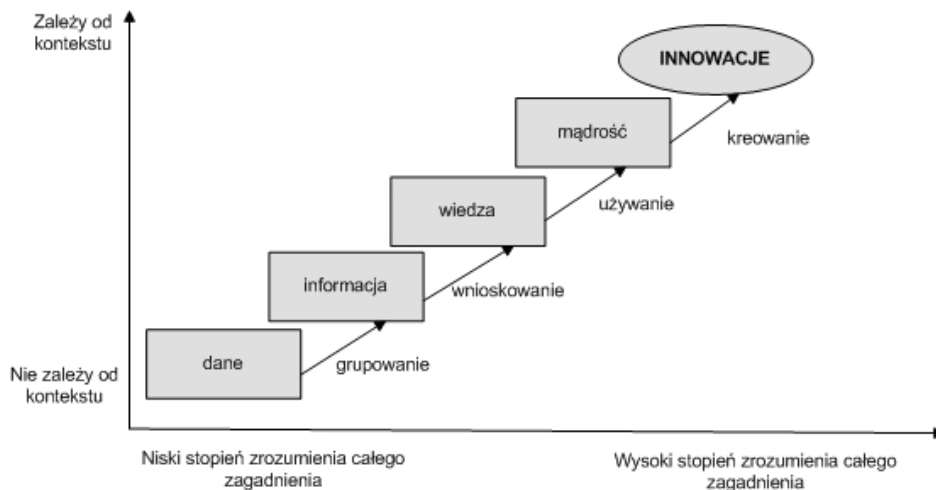 Zależy od
kontekstu
INNOWACJE
mądrość
kreowanie
wiedza
używanie
informacja
wnioskowanie
dane
grupowanie
Nie zależy od
kontekstu
Niski stopień zrozumienia całego
zagadnienia
Wysoki stopień zrozumienia całego
zagadnienia